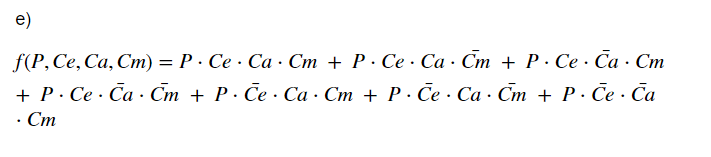 e)
f(P, Ce, Ca, Cm) = P · Ce · Ca · Cm + P · Ce · Ca · C̄m + P · Ce · C̄a · Cm
+ P · Ce · C̄a · C̄m + P · C̄e · Ca · Cm + P · C̄e · Ca · C̄m + P · C̄e · C̄a
· Cm